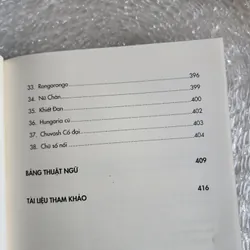 33. Rongorongo 396
34. Nữ Chân 399
35. Khiết Đan 400
36. Hungaria cổ 402
37. Chuvash Cổ đại 403
38. Chữ số nói 404
BẢNG THUẬT NGỮ 409
TÀI LIỆU THAM KHẢO 416